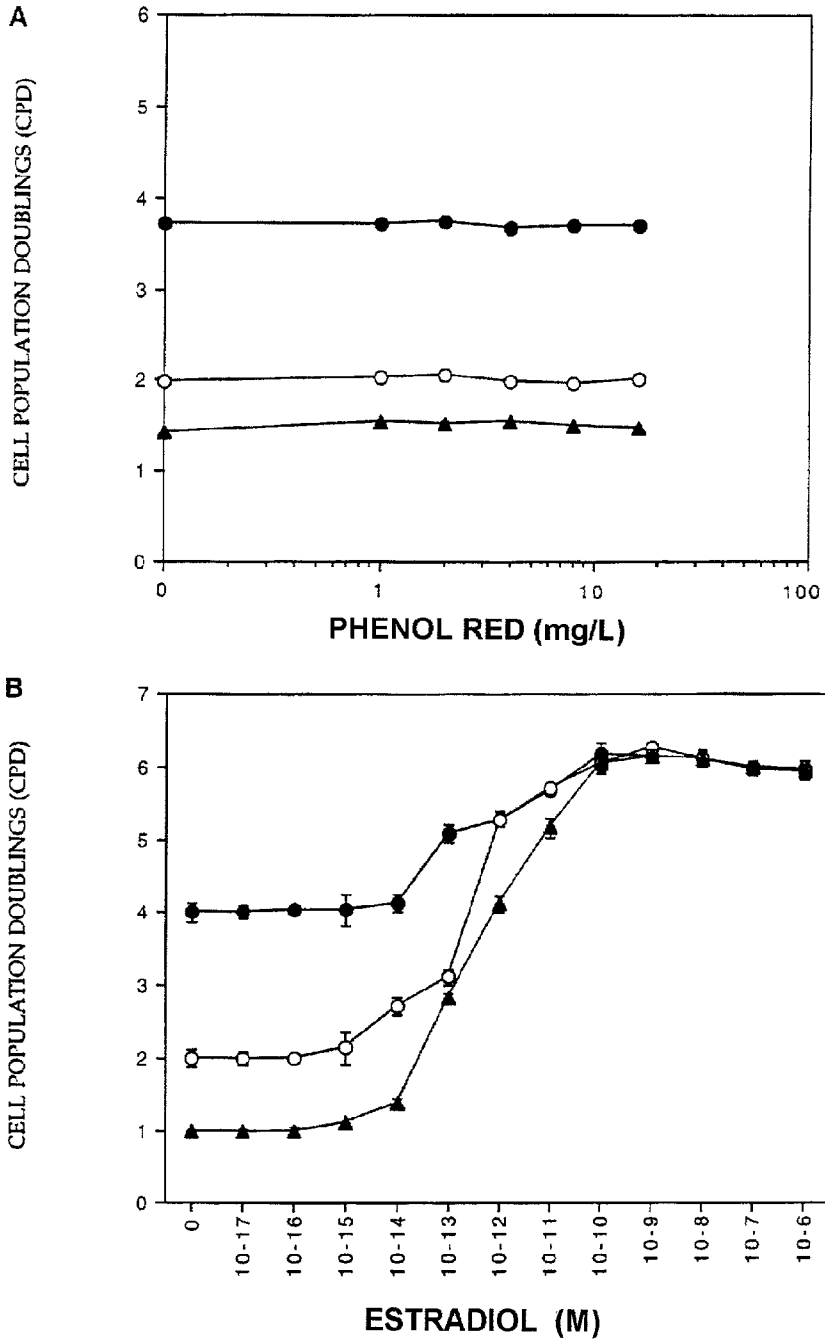 A
CELL POPULATION DOUBLINGS (CPD)
6
5
4
3
2
1
0
0 1 10 100
PHENOL RED (mg/L)
B
CELL POPULATION DOUBLINGS (CPD)
7
6
5
4
3
2
1
0
0 10-17 10-16 10-15 10-14 10-13 10-12 10-11 10-10 10-9 10-8 10-7 10-6
ESTRADIOL (M)